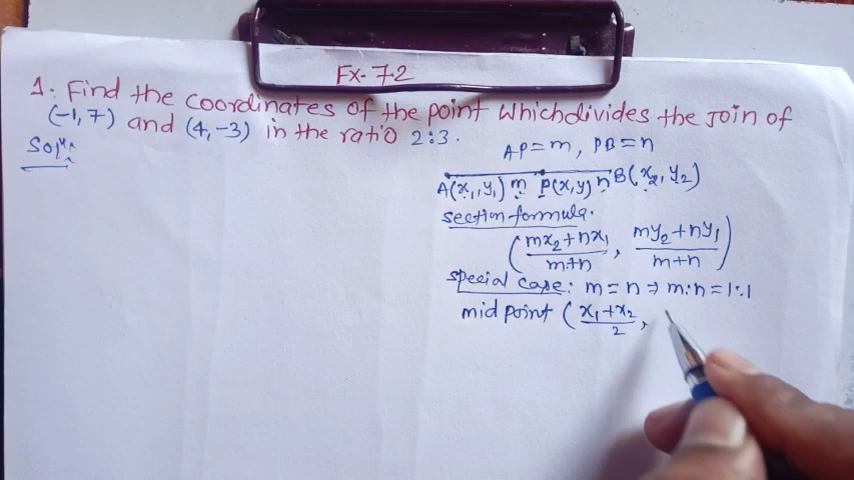 Ex-7.2
1. Find the coordinates of the point which divides the join of
(-1,7) and (4,-3) in the ratio 2:3.
Soln:
AP=m, PB=n
A(x₁,y₁) m P(x,y) n B(x₂,y₂)
section formula.
(mx₂+nx₁/m+n, my₂+ny₁/m+n)
special case: m=n ⇒ m:n=1:1
mid point (x₁+x₂/2,